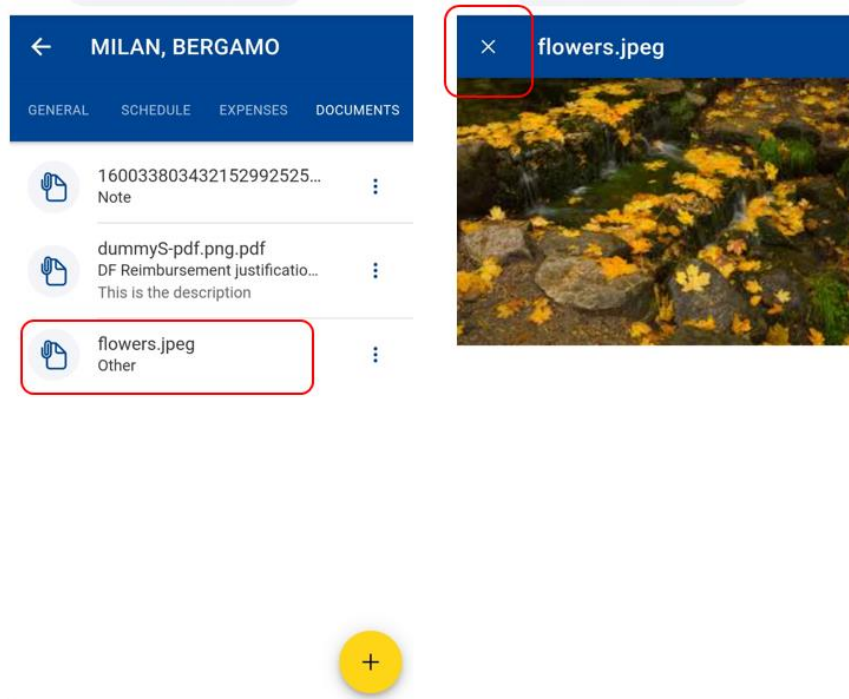 MILAN, BERGAMO
GENERAL SCHEDULE EXPENSES DOCUMENTS
160033803432152992525...
Note
dummyS-pdf.png.pdf
DF Reimbursement justificatio...
This is the description
flowers.jpeg
Other
+
flowers.jpeg